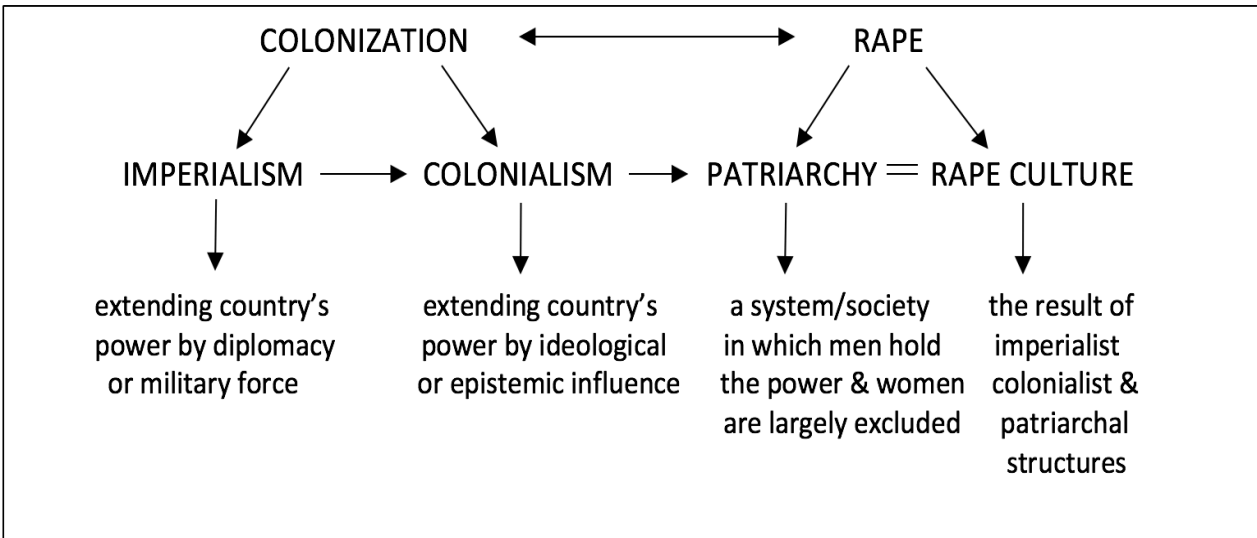 COLONIZATION RAPE
IMPERIALISM COLONIALISM PATRIARCHY RAPE CULTURE
extending country's
power by diplomacy
or military force
extending country's
power by ideological
or epistemic influence
a system/society
in which men hold
the power & women
are largely excluded
the result of
imperialist
colonialist &
patriarchal
structures